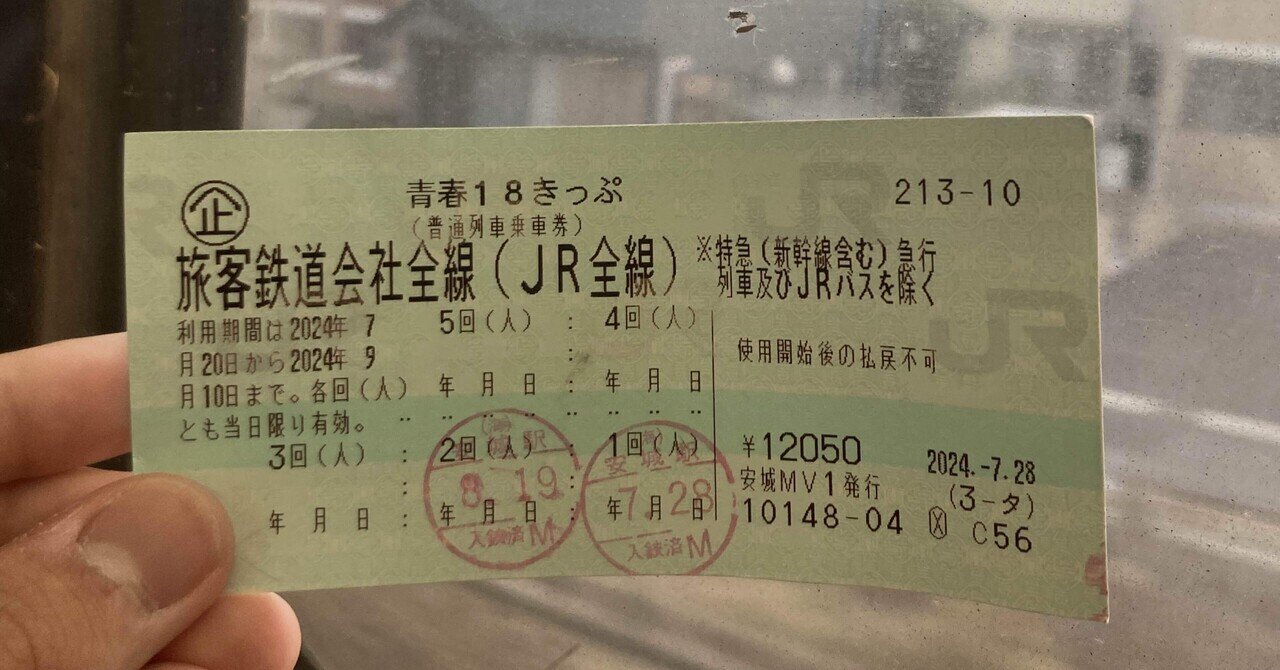 企
青春18きっぷ
213-10
(普通列車乗車券)
旅客鉄道会社全線(JR全線)
※特急(新幹線含む)急行
列車及びJRバスを除く
利用期間は2024年 7
月20日から2024年 9
月10日まで。各回(人)
とも当日限り有効。
5回(人) : 4回(人)
年 月 日 : 年 月 日
3回(人) : 2回(人) : 1回(人)
年 月 日 : 年 月 日 : 年 月 日
駅
8.19
入鋏済M
安城駅
7.28
入鋏済M
使用開始後の払戻不可
¥12050
2024.-7.28
安城MV1発行
(3-タ)
10148-04 X C56
JR
JR